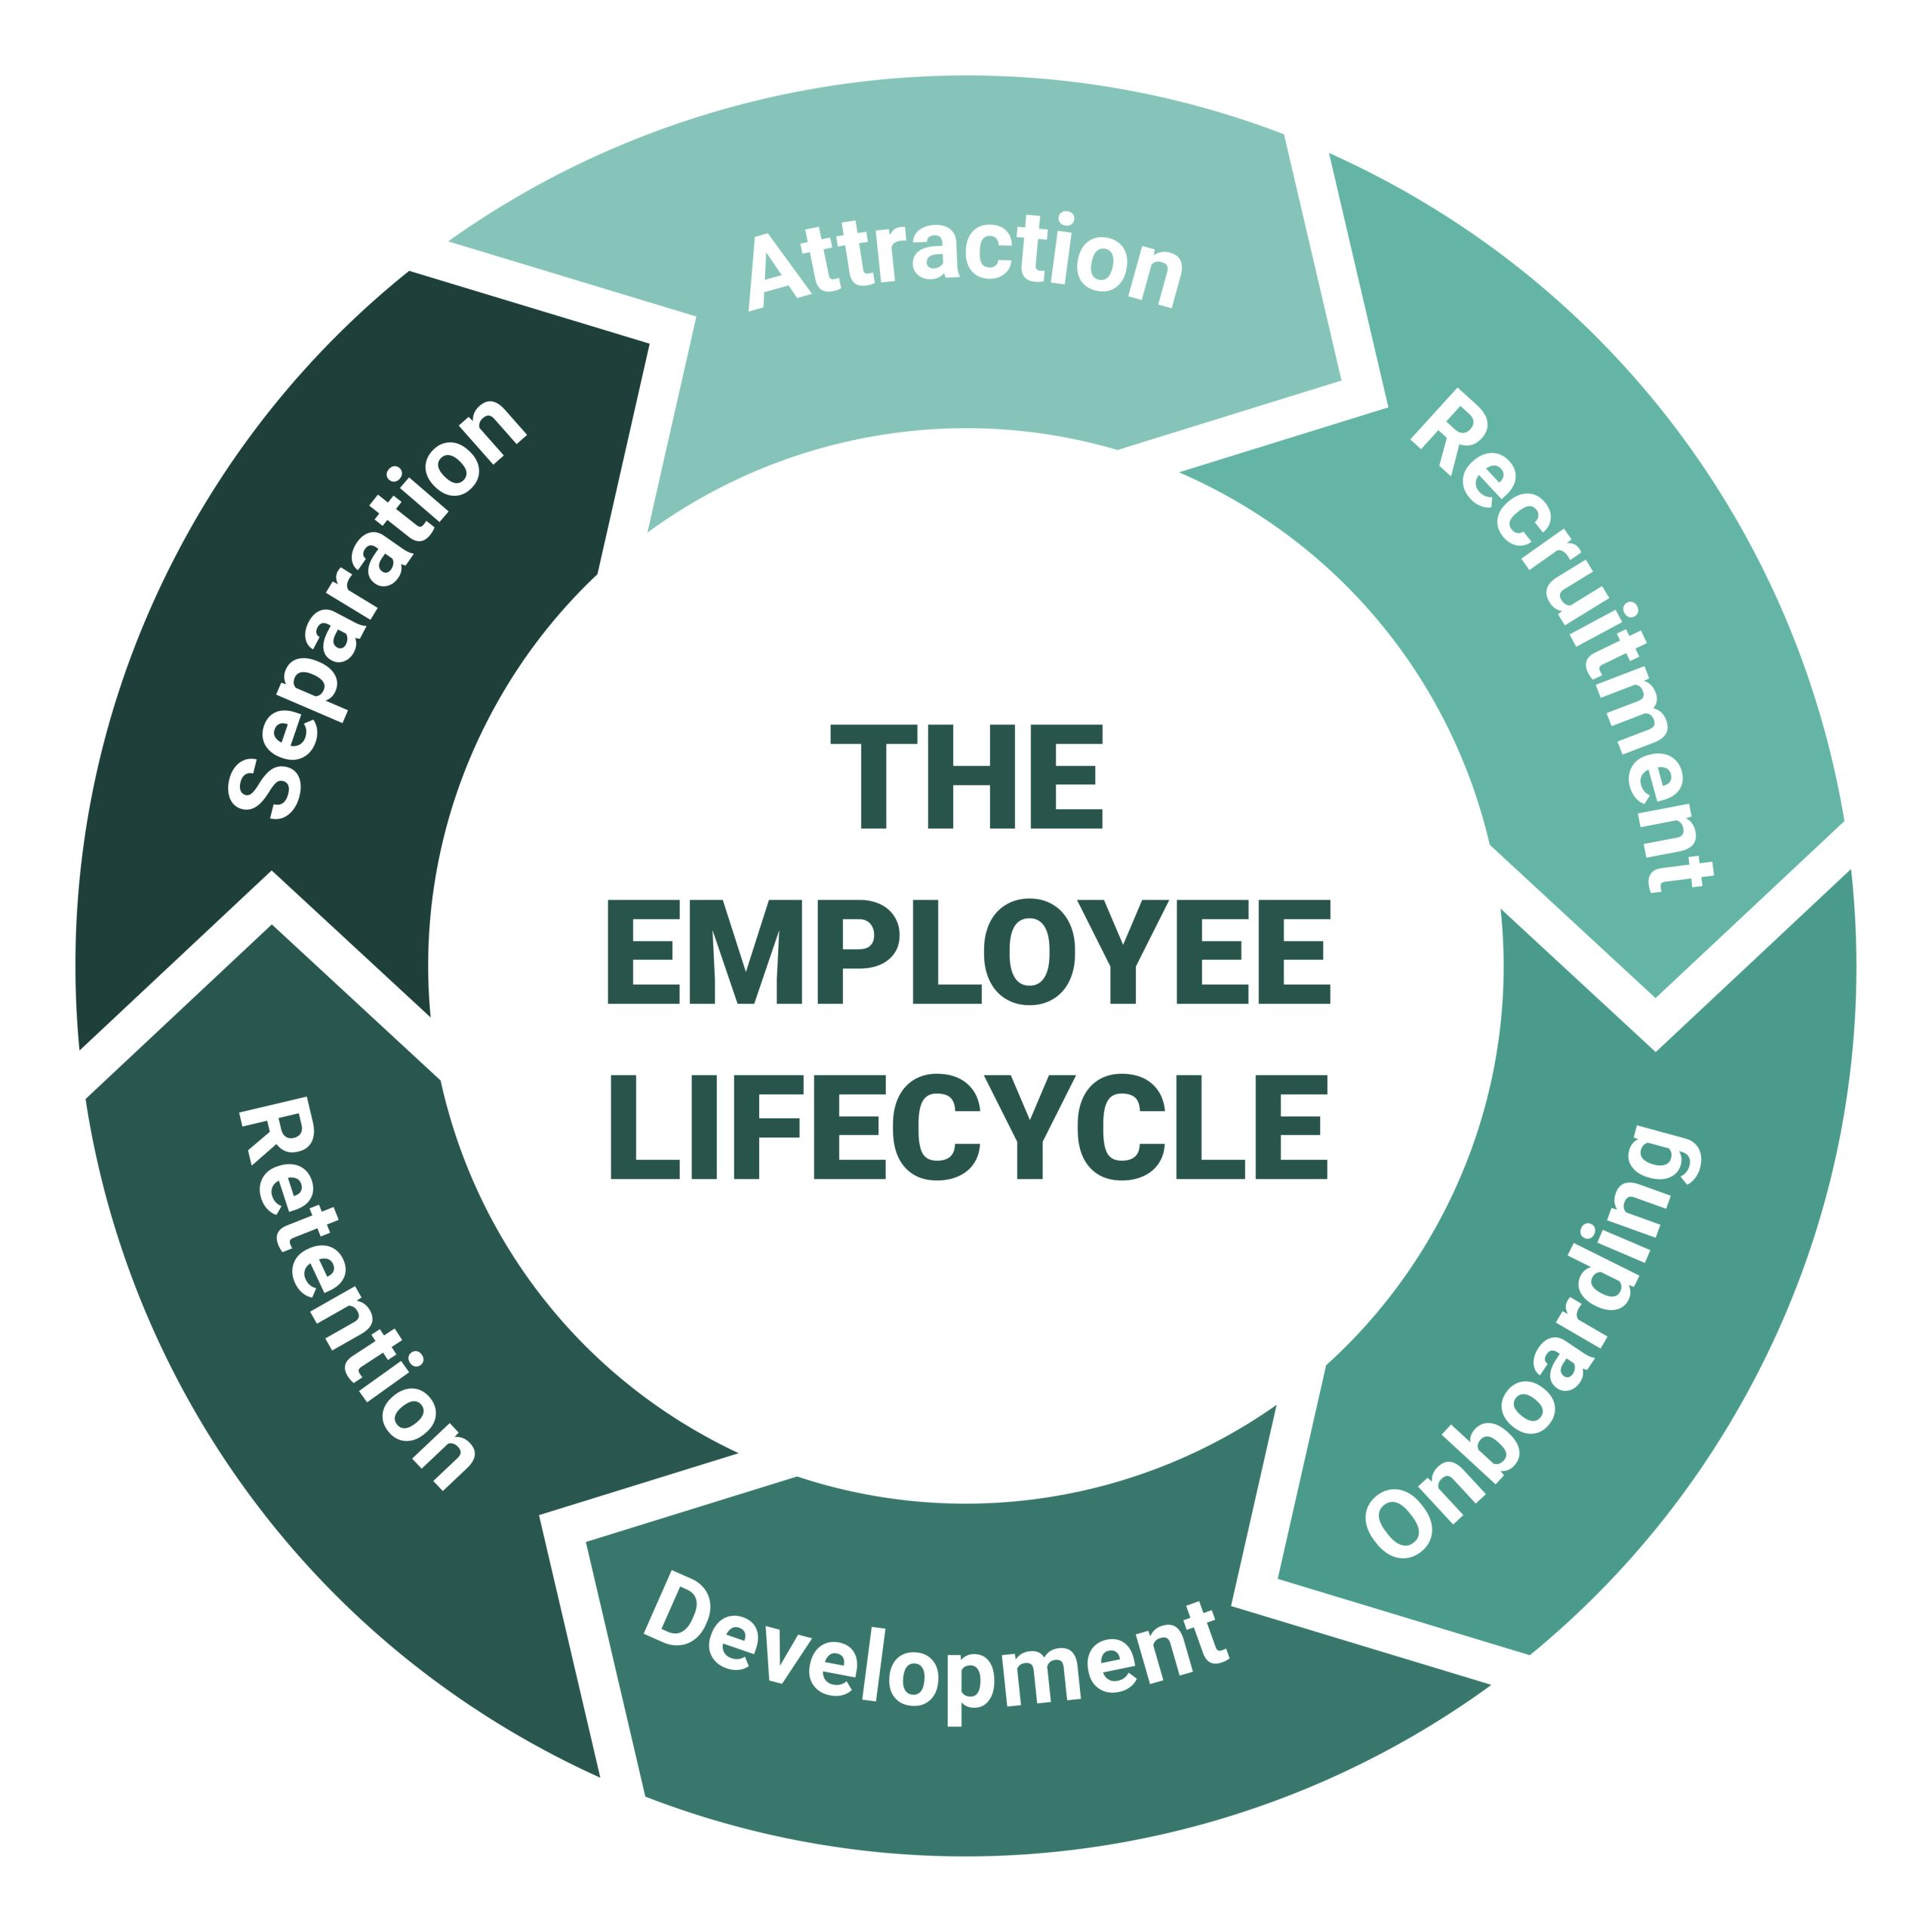 Attraction
Recruitment
Onboarding
Development
Retention
Separation
THE
EMPLOYEE
LIFECYCLE